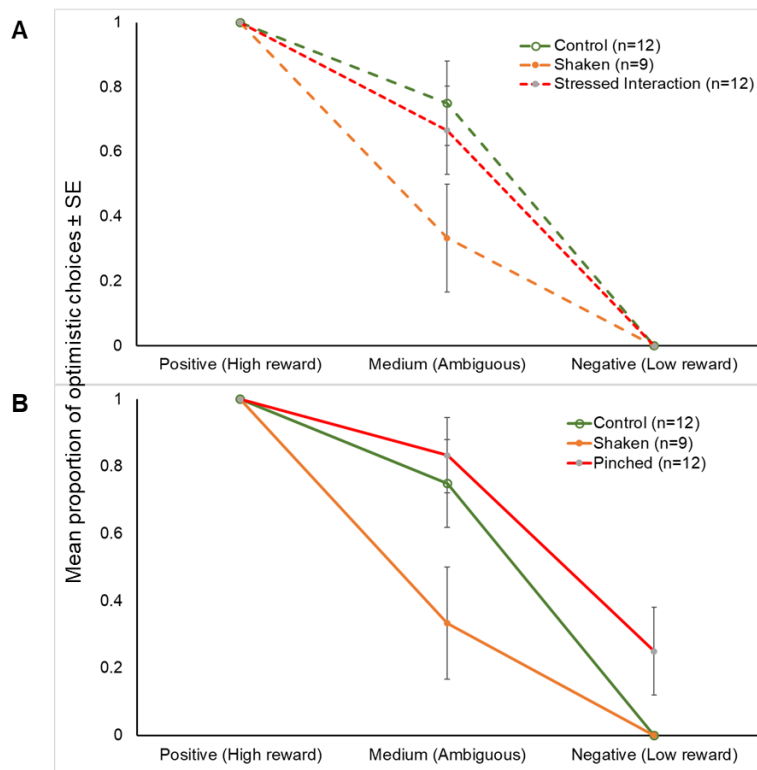 Mean proportion of optimistic choices ± SE
A
1
0.8
0.6
0.4
0.2
0
Control (n=12)
Shaken (n=9)
Stressed Interaction (n=12)
Positive (High reward) Medium (Ambiguous) Negative (Low reward)
B
1
0.8
0.6
0.4
0.2
0
Control (n=12)
Shaken (n=9)
Pinched (n=12)
Positive (High reward) Medium (Ambiguous) Negative (Low reward)